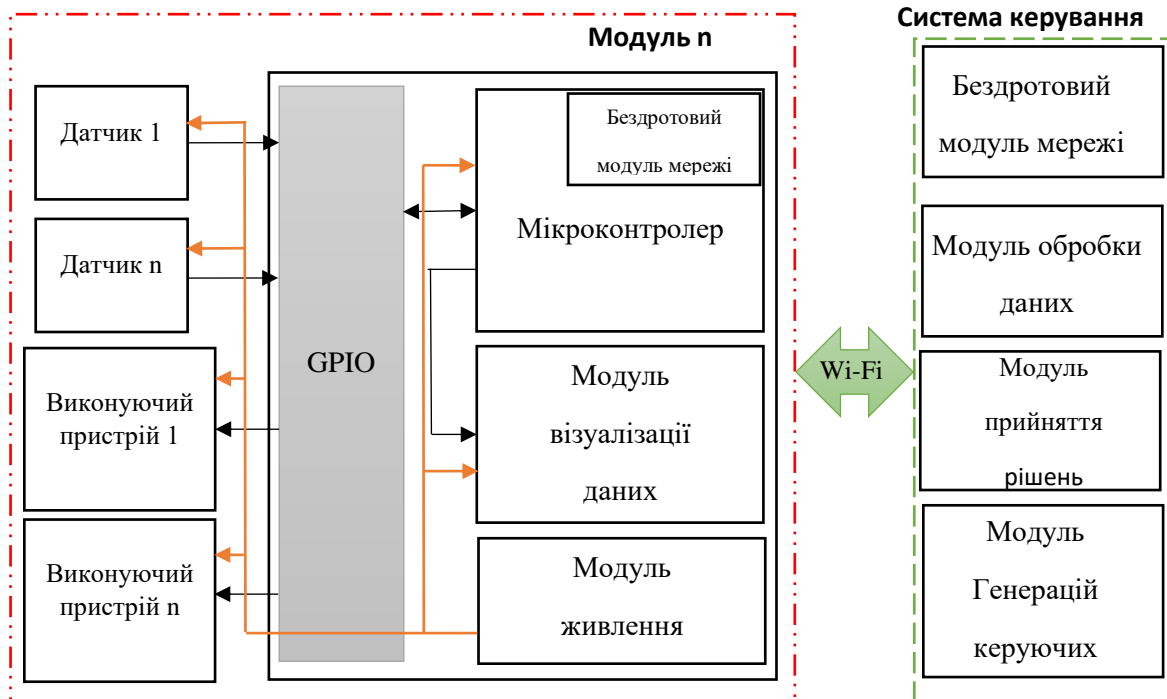 Система керування
Модуль n
Датчик 1
Датчик n
Виконуючий
пристрій 1
Виконуючий
пристрій n
GPIO
Бездротовий
модуль мережі
Мікроконтролер
Модуль
візуалізації
даних
Модуль
живлення
Wi-Fi
Бездротовий
модуль мережі
Модуль обробки
даних
Модуль
прийняття
рішень
Модуль
Генерацій
керуючих